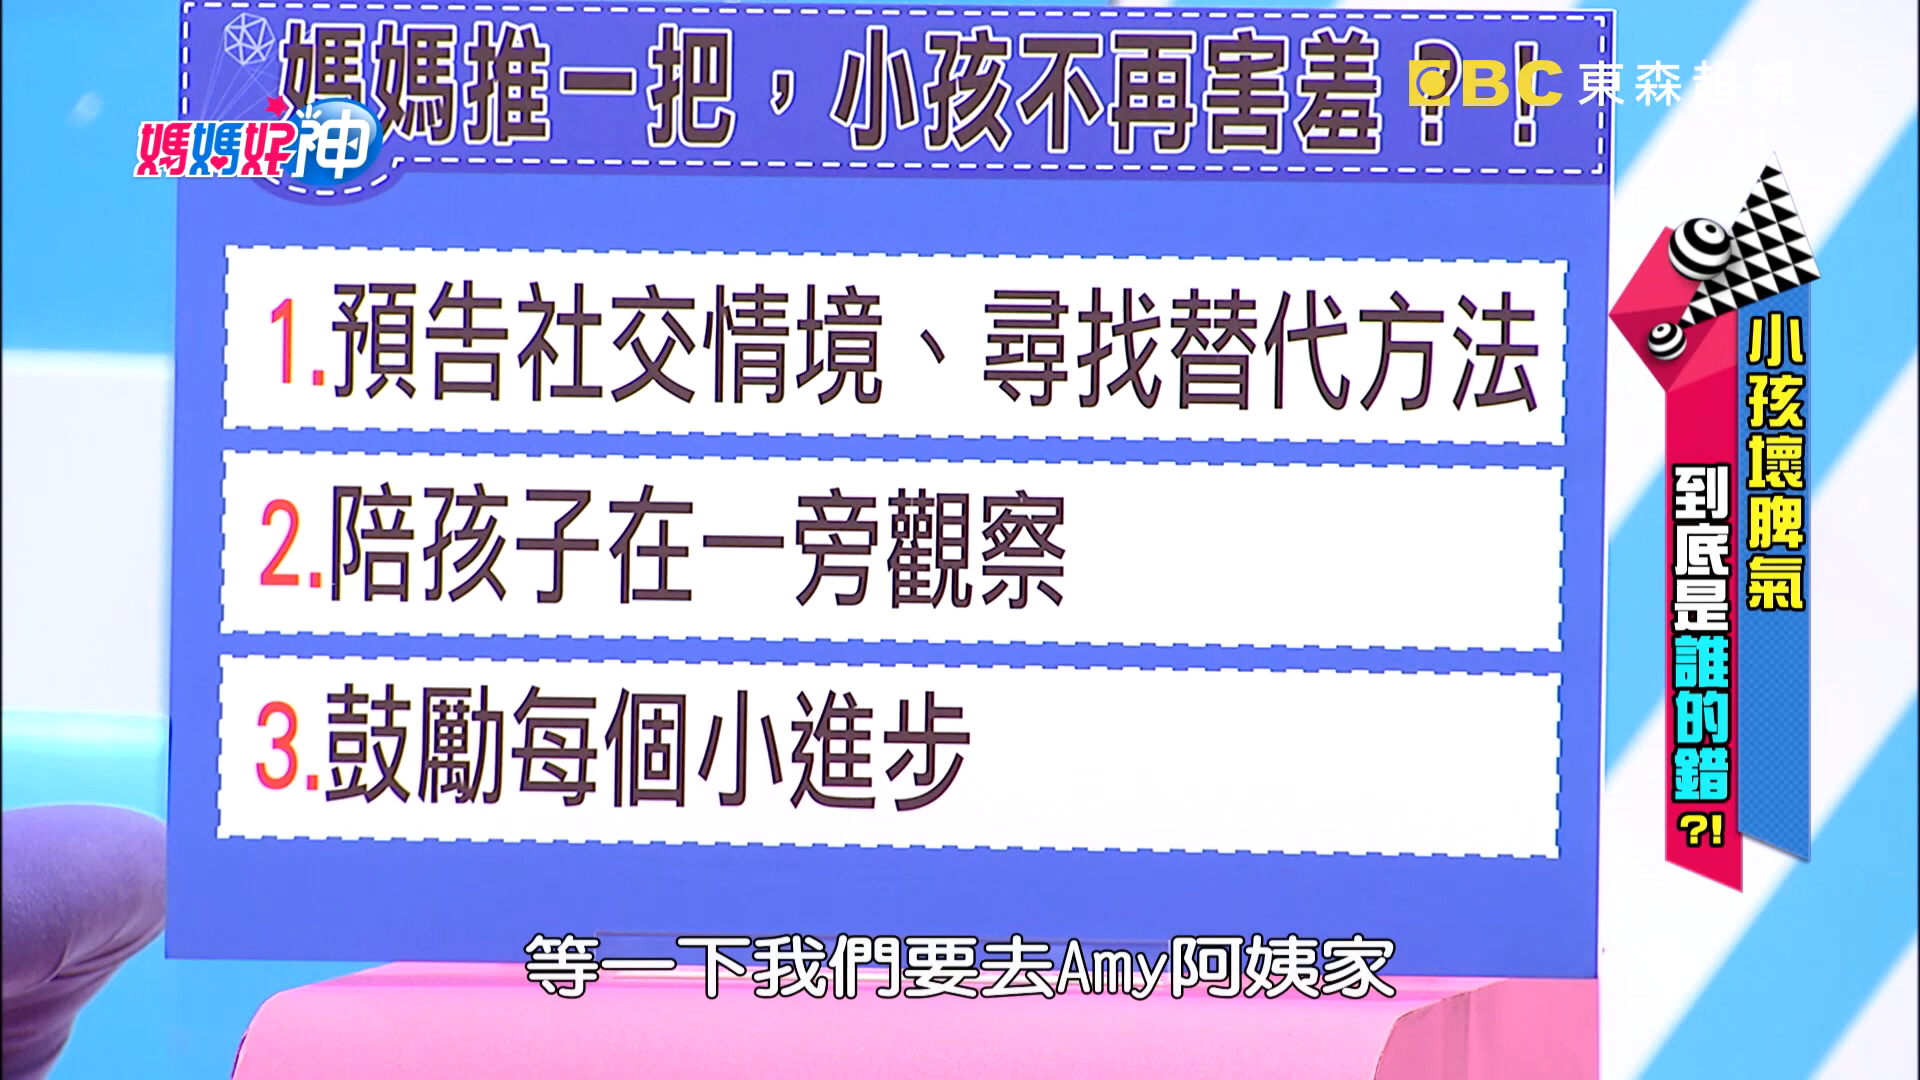 媽媽推一把，小孩不再害羞？！
EBC 東森超視
媽媽好神
1.預告社交情境、尋找替代方法
2.陪孩子在一旁觀察
3.鼓勵每個小進步
小孩壞脾氣
到底是誰的錯?!
等一下我們要去Amy阿姨家